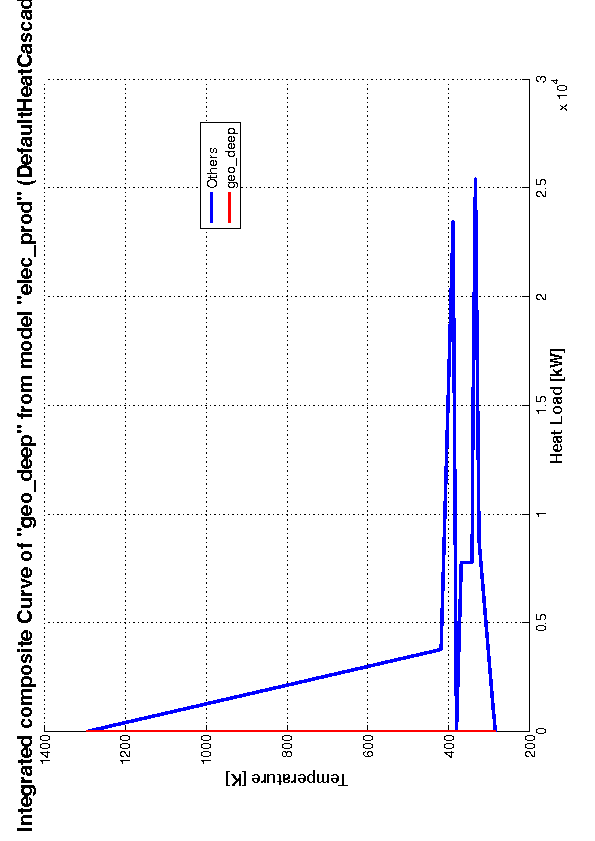 Integrated composite Curve of "geo_deep" from model "elec_prod" (DefaultHeatCascad
Others
geo_deep
1400
1200
1000
800
600
400
200
Temperature [K]
0
0.5
1
1.5
2
2.5
3
x 10^4
Heat Load [kW]